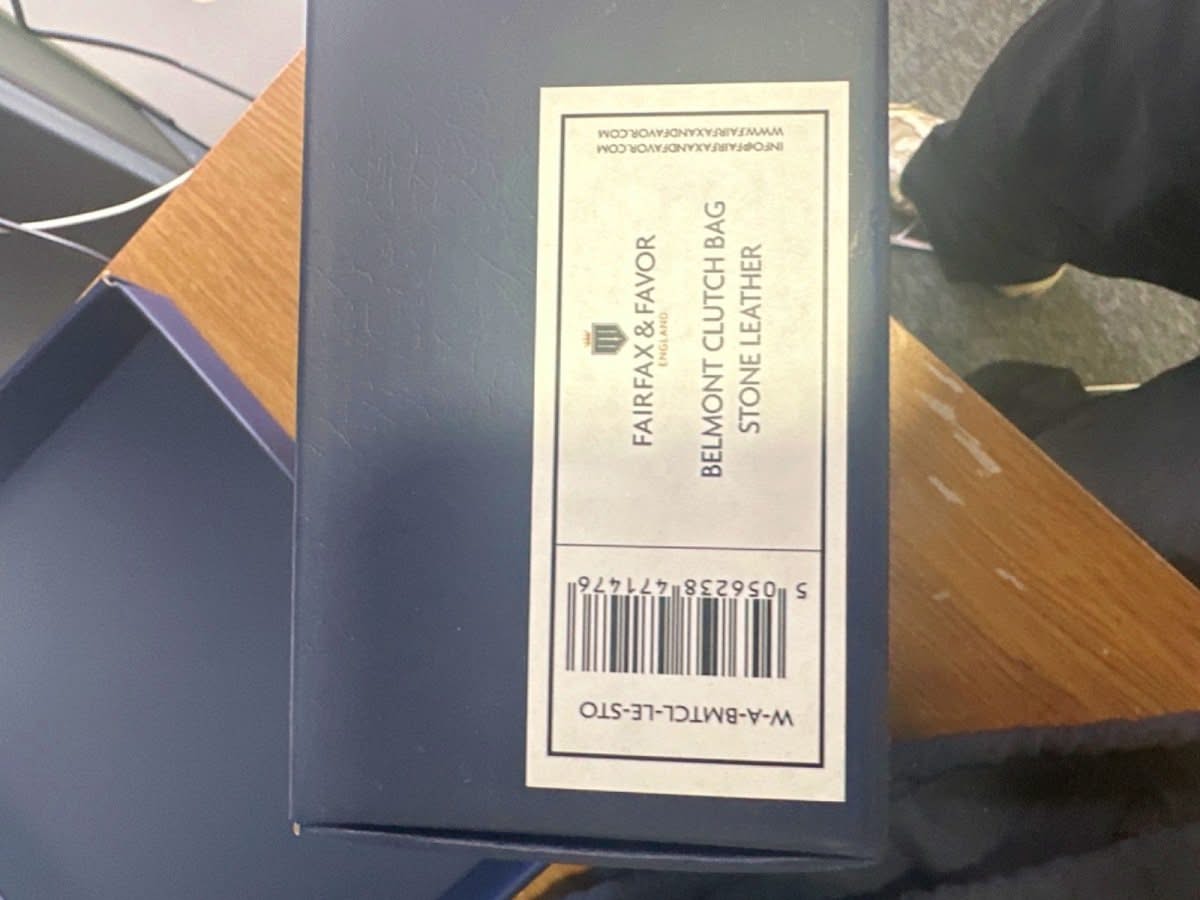 FAIRFAX & FAVOR
ENGLAND
BELMONT CLUTCH BAG
STONE LEATHER
INFO@FAIRFAXANDFAVOR.COM
WWW.FAIRFAXANDFAVOR.COM
5 056238 471476
W-A-BMTCL-LE-STO